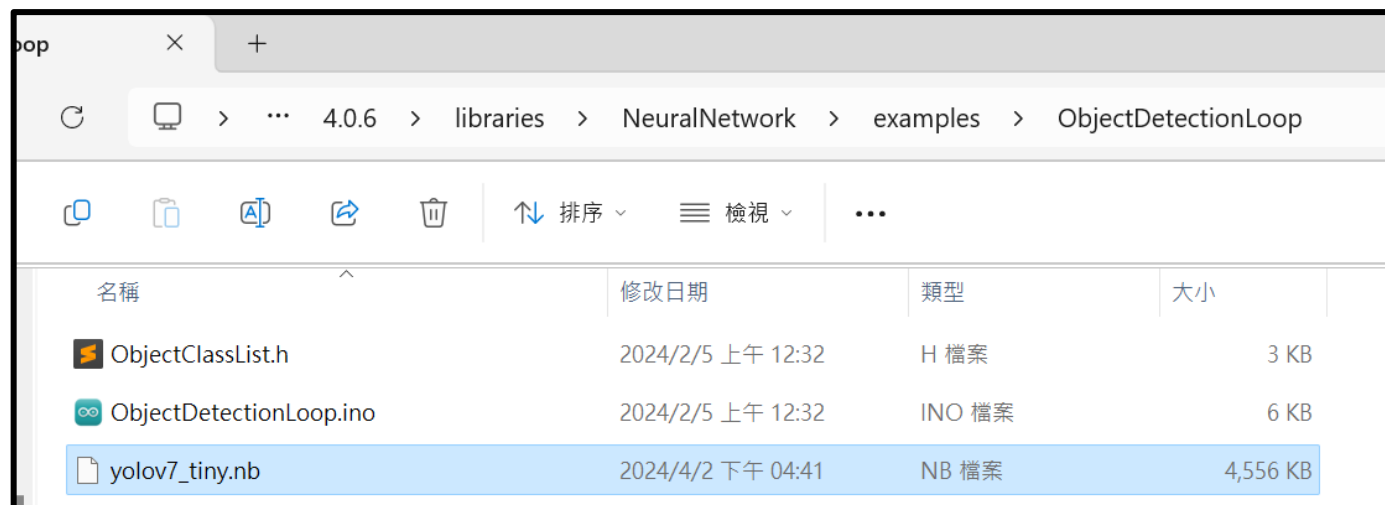 oop
4.0.6 > libraries > NeuralNetwork > examples > ObjectDetectionLoop
排序 檢視
名稱 修改日期 類型 大小
ObjectClassList.h 2024/2/5 上午 12:32 H 檔案 3 KB
ObjectDetectionLoop.ino 2024/2/5 上午 12:32 INO 檔案 6 KB
yolov7_tiny.nb 2024/4/2 下午 04:41 NB 檔案 4,556 KB